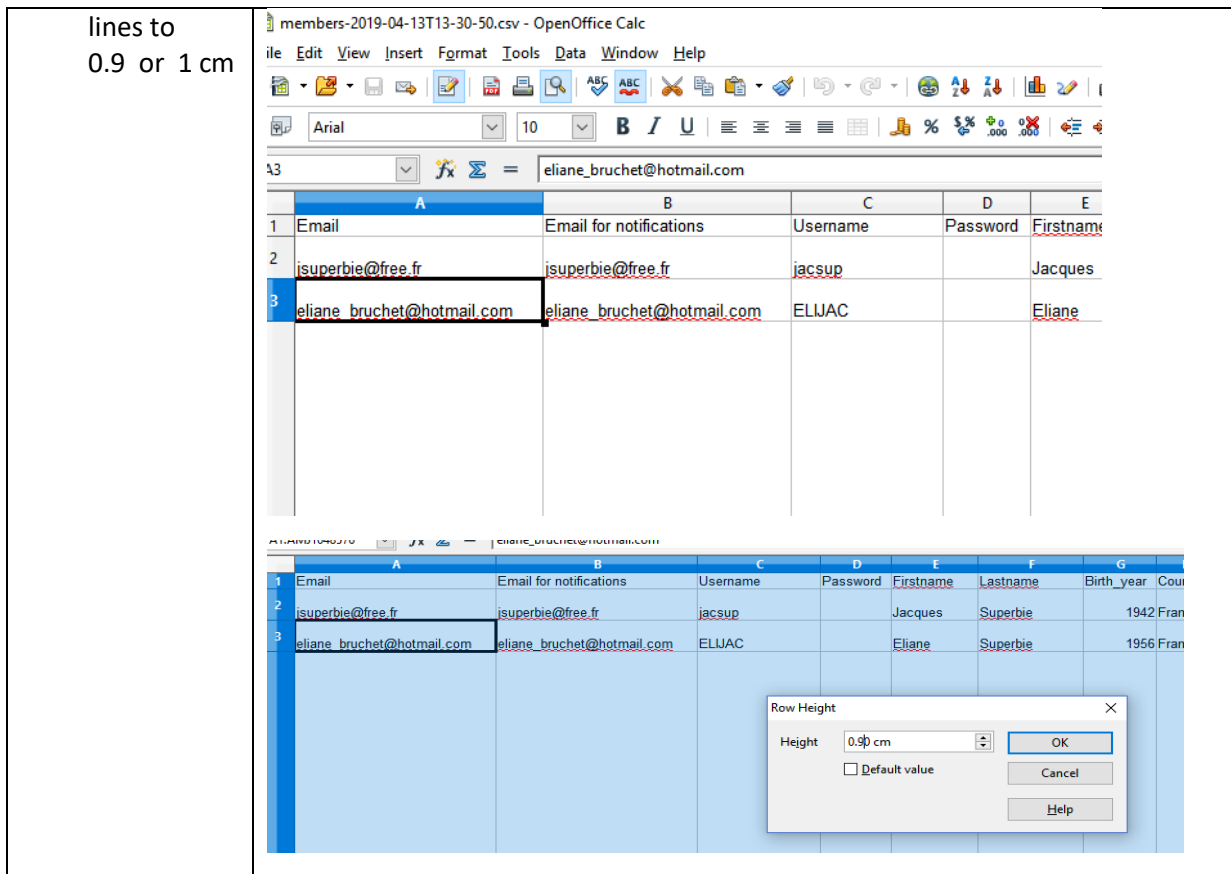 lines to
0.9 or 1 cm
members-2019-04-13T13-30-50.csv - OpenOffice Calc
ile Edit View Insert Format Tools Data Window Help
Arial 10 B I U
A3 = eliane_bruchet@hotmail.com
A B C D E
1 Email Email for notifications Username Password Firstname
2 jsuperbie@free.fr jsuperbie@free.fr jacsup Jacques
3 eliane_bruchet@hotmail.com eliane_bruchet@hotmail.com ELIJAC Eliane
eliane_bruchet@hotmail.com
A B C D E F G
1 Email Email for notifications Username Password Firstname Lastname Birth_year Cour
2 jsuperbie@free.fr jsuperbie@free.fr jacsup Jacques Superbie 1942 Fran
3 eliane_bruchet@hotmail.com eliane_bruchet@hotmail.com ELIJAC Eliane Superbie 1956 Fran
Row Height
Height 0.90 cm OK
Default value Cancel
Help